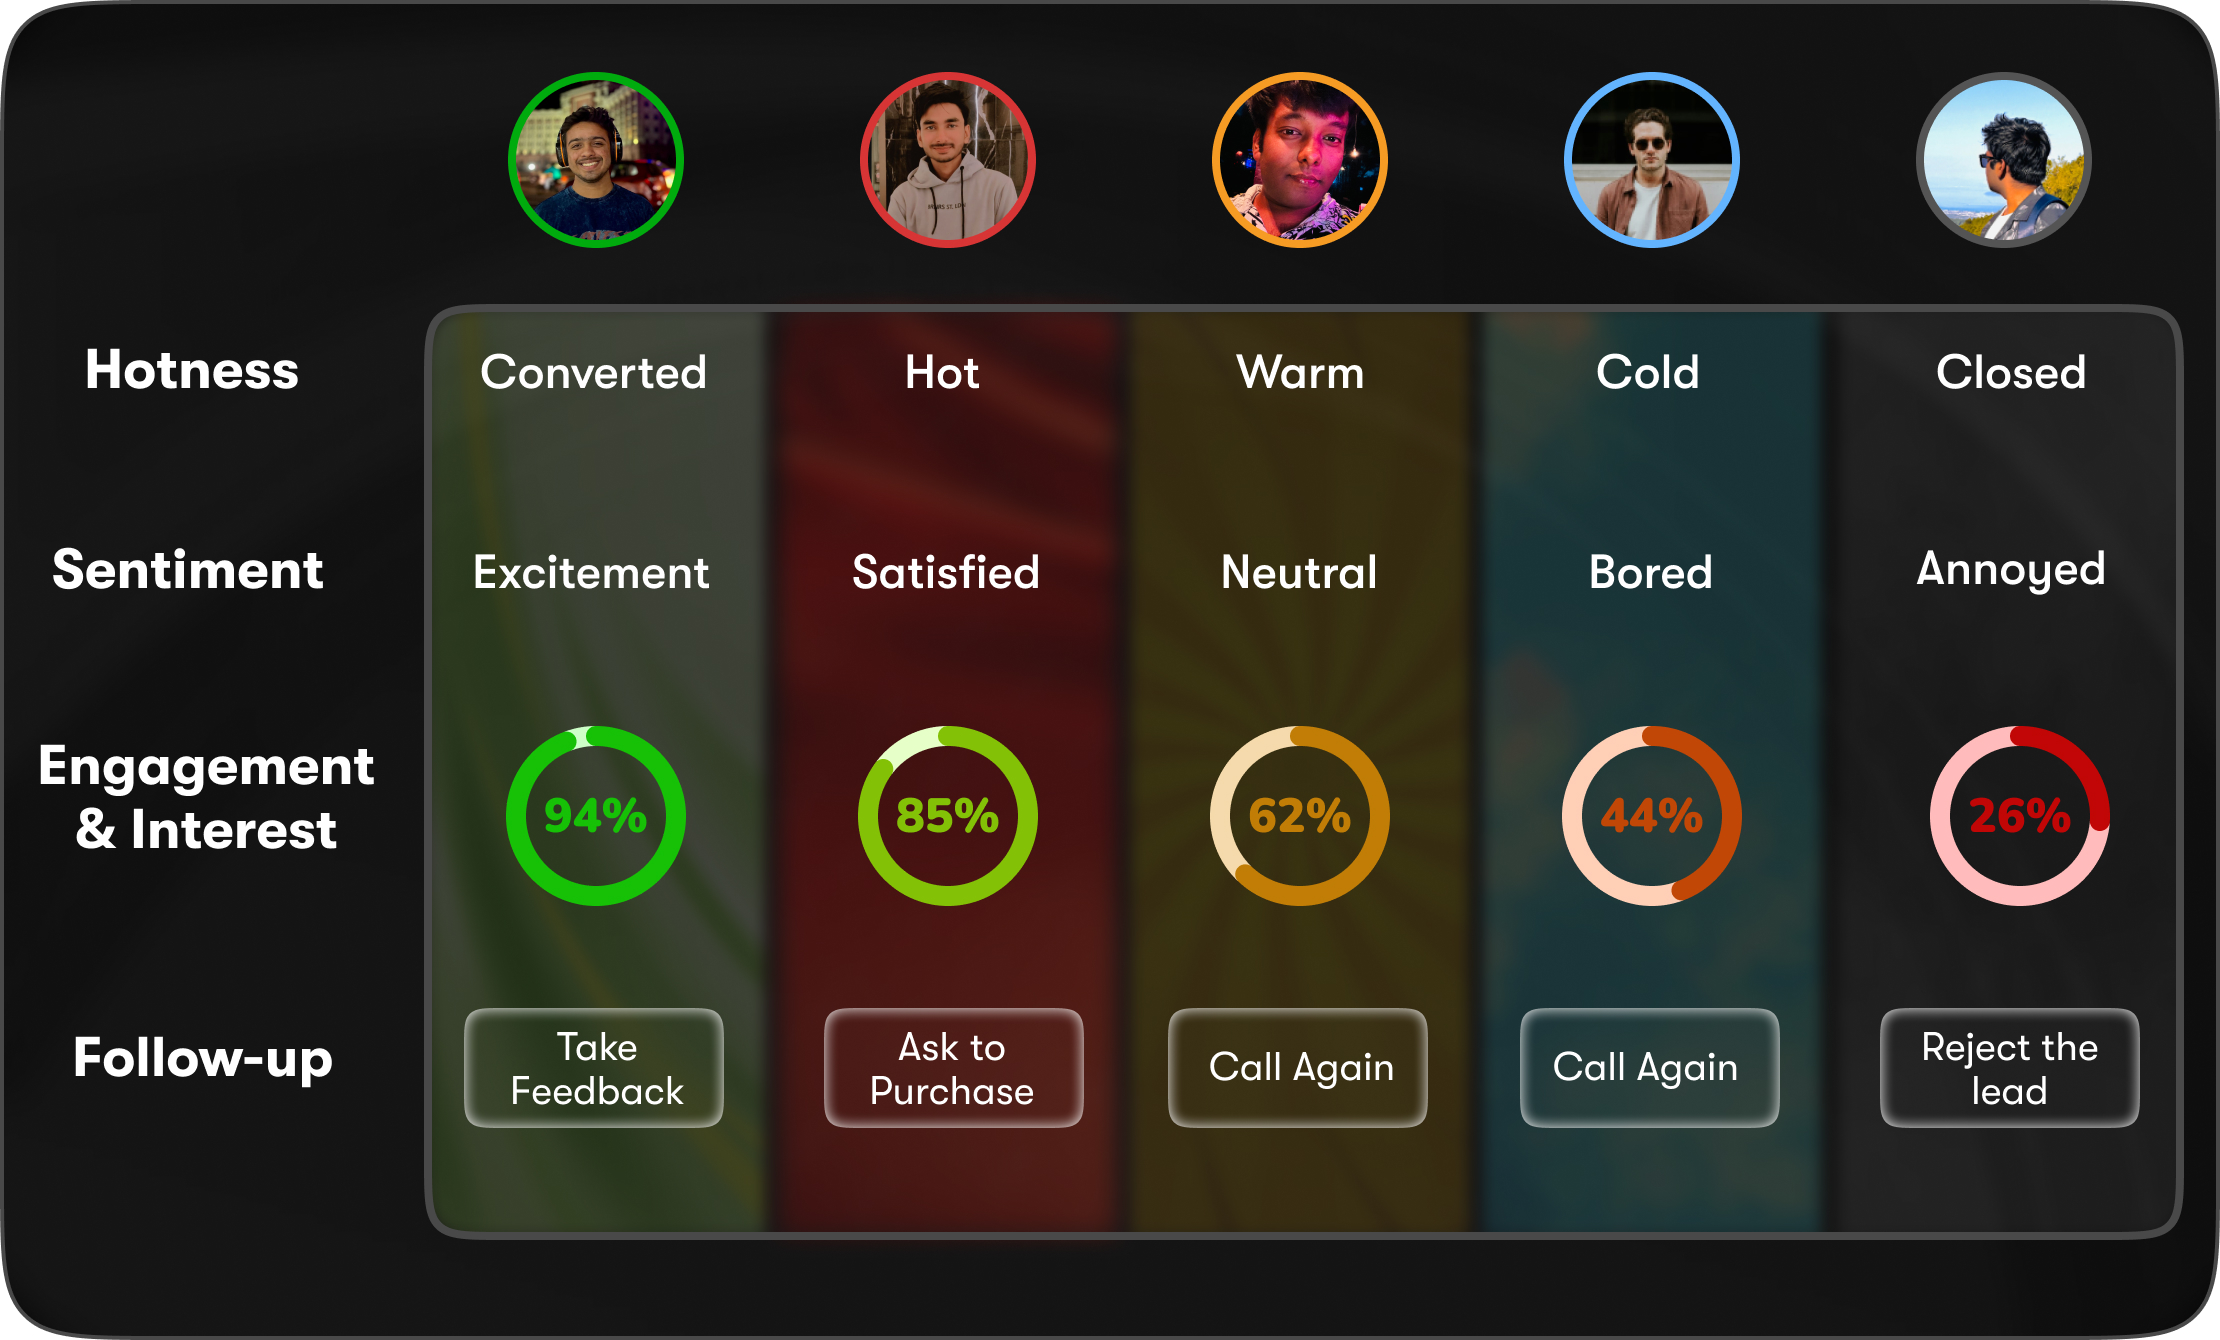 Hotness
Converted
Hot
Warm
Cold
Closed
Sentiment
Excitement
Satisfied
Neutral
Bored
Annoyed
Engagement
& Interest
94%
85%
62%
44%
26%
Follow-up
Take
Feedback
Ask to
Purchase
Call Again
Call Again
Reject the
lead